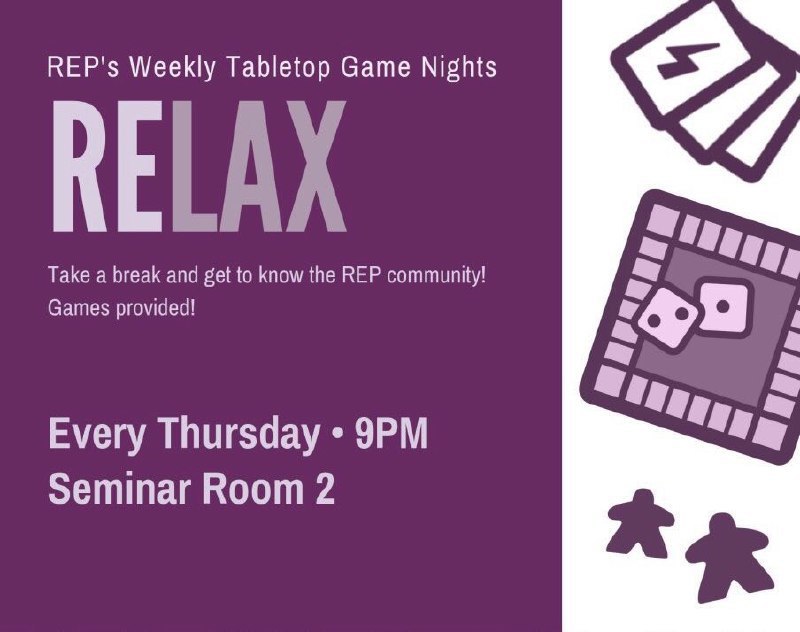 REP's Weekly Tabletop Game Nights
RELAX
Take a break and get to know the REP community!
Games provided!
Every Thursday • 9PM
Seminar Room 2